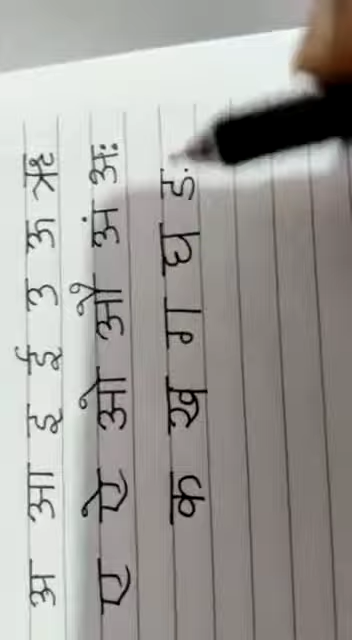 अ आ इ ई उ ऊ ऋ
ए ऐ ओ औ अं अः
क ख ग घ ङ